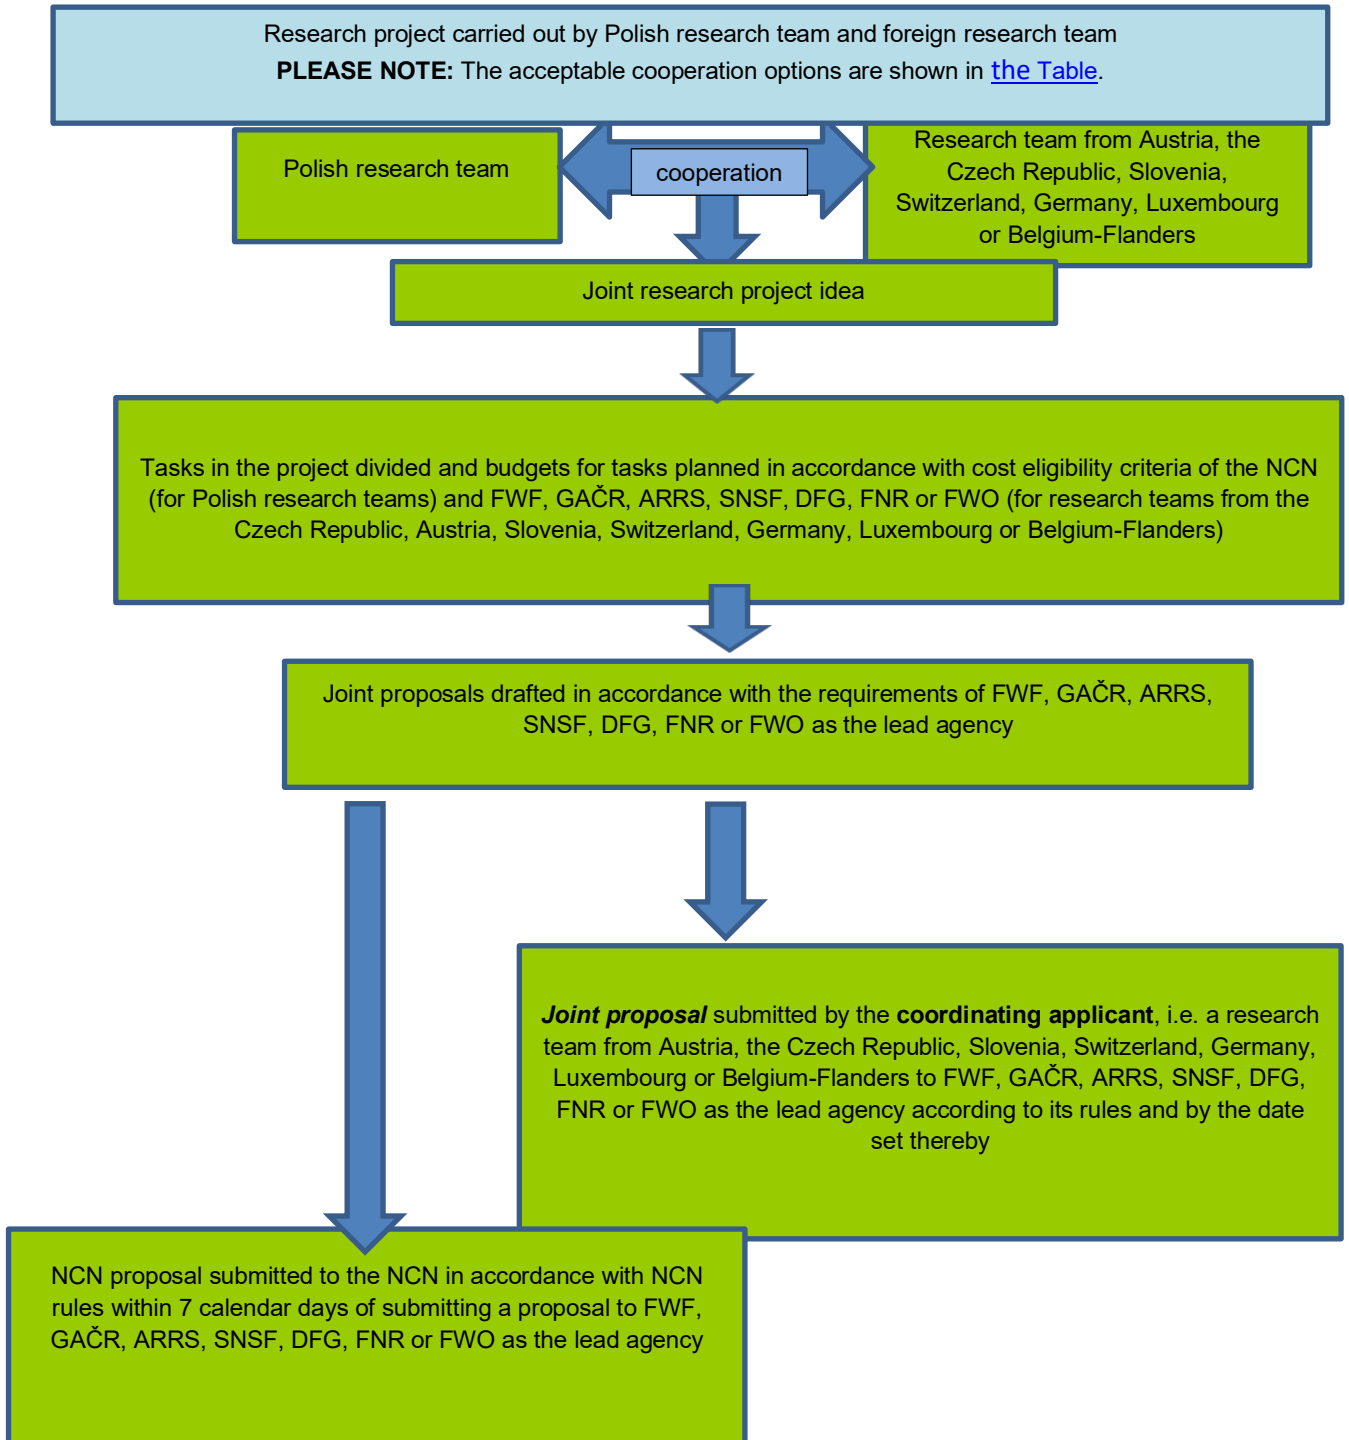 Research project carried out by Polish research team and foreign research team
PLEASE NOTE: The acceptable cooperation options are shown in the Table.
Polish research team
cooperation
Research team from Austria, the
Czech Republic, Slovenia,
Switzerland, Germany, Luxembourg
or Belgium-Flanders
Joint research project idea
Tasks in the project divided and budgets for tasks planned in accordance with cost eligibility criteria of the NCN
(for Polish research teams) and FWF, GAČR, ARRS, SNSF, DFG, FNR or FWO (for research teams from the
Czech Republic, Austria, Slovenia, Switzerland, Germany, Luxembourg or Belgium-Flanders)
Joint proposals drafted in accordance with the requirements of FWF, GAČR, ARRS,
SNSF, DFG, FNR or FWO as the lead agency
Joint proposal submitted by the coordinating applicant, i.e. a research
team from Austria, the Czech Republic, Slovenia, Switzerland, Germany,
Luxembourg or Belgium-Flanders to FWF, GAČR, ARRS, SNSF, DFG,
FNR or FWO as the lead agency according to its rules and by the date
set thereby
NCN proposal submitted to the NCN in accordance with NCN
rules within 7 calendar days of submitting a proposal to FWF,
GAČR, ARRS, SNSF, DFG, FNR or FWO as the lead agency